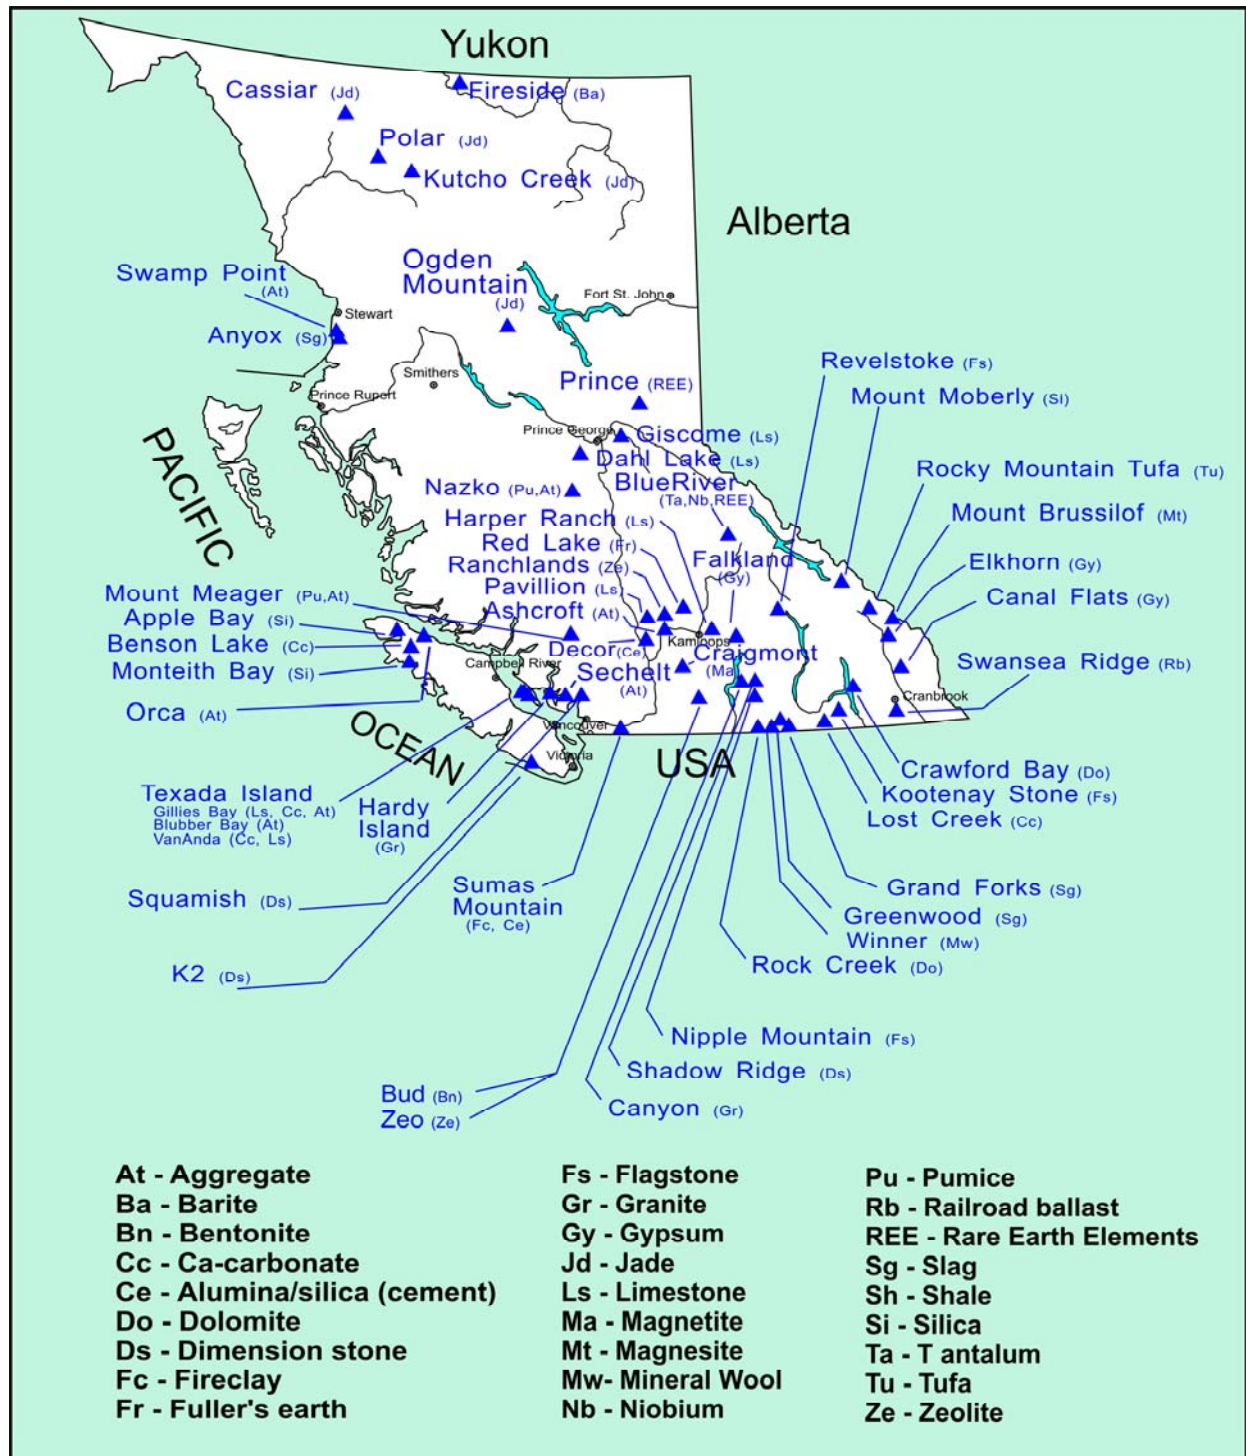 Yukon
Cassiar (Jd)
Fireside (Ba)
Polar (Jd)
Kutcho Creek (Jd)
Alberta
Swamp Point
(At)
Ogden
Mountain
(Jd)
Fort St. John
Stewart
Anyox (Sg)
Smithers
Prince Rupert
Prince (REE)
Revelstoke (Fs)
Mount Moberly (Si)
PACIFIC
Prince George
Giscome (Ls)
Dahl Lake (Ls)
BlueRiver
(Ta,Nb,REE)
Rocky Mountain Tufa (Tu)
Nazko (Pu,At)
Harper Ranch (Ls)
Mount Brussilof (Mt)
Red Lake (Fr)
Falkland
(Gy)
Elkhorn (Gy)
Ranchlands (Ze)
Pavillion (Ls)
Canal Flats (Gy)
Mount Meager (Pu,At)
Ashcroft (At)
Apple Bay (Si)
Kamloops
Benson Lake (Cc)
Decor(Ce)
Craigmont
(Ma)
Swansea Ridge (Rb)
Monteith Bay (Si)
Campbell River
Sechelt
(At)
Cranbrook
Orca (At)
OCEAN
Vancouver
Victoria
USA
Crawford Bay (Do)
Kootenay Stone (Fs)
Lost Creek (Cc)
Texada Island
Gillies Bay (Ls, Cc, At)
Blubber Bay (At)
VanAnda (Cc, Ls)
Hardy
Island
(Gr)
Squamish (Ds)
Sumas
Mountain
(Fc, Ce)
Grand Forks (Sg)
Greenwood (Sg)
Winner (Mw)
Rock Creek (Do)
K2 (Ds)
Nipple Mountain (Fs)
Shadow Ridge (Ds)
Canyon (Gr)
Bud (Bn)
Zeo (Ze)
At - Aggregate
Ba - Barite
Bn - Bentonite
Cc - Ca-carbonate
Ce - Alumina/silica (cement)
Do - Dolomite
Ds - Dimension stone
Fc - Fireclay
Fr - Fuller's earth
Fs - Flagstone
Gr - Granite
Gy - Gypsum
Jd - Jade
Ls - Limestone
Ma - Magnetite
Mt - Magnesite
Mw- Mineral Wool
Nb - Niobium
Pu - Pumice
Rb - Railroad ballast
REE - Rare Earth Elements
Sg - Slag
Sh - Shale
Si - Silica
Ta - T antalum
Tu - Tufa
Ze - Zeolite